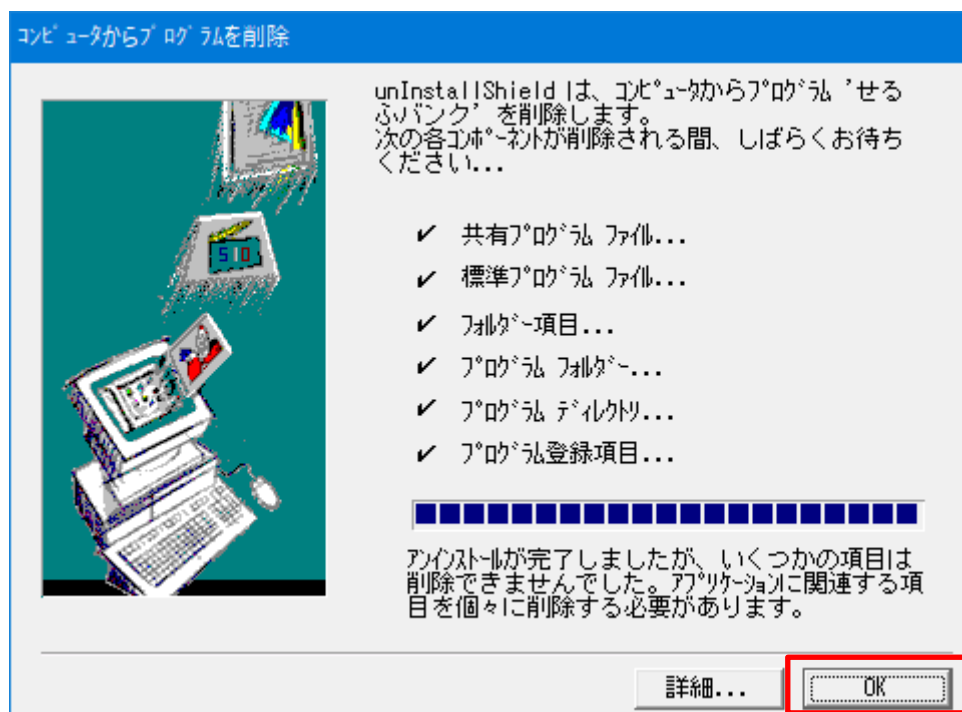 コンピュータからプログラムを削除
unInstallShield は、コンピュータからプログラム 'せる
ふバンク' を削除します。
次の各コンポーネントが削除される間、しばらくお待ち
ください...
✔ 共有プログラム ファイル...
✔ 標準プログラム ファイル...
✔ フォルダー項目...
✔ プログラム フォルダー...
✔ プログラム ディレクトリ...
✔ プログラム登録項目...
510
アンインストールが完了しましたが、いくつかの項目は
削除できませんでした。アプリケーションに関連する項
目を個々に削除する必要があります。
詳細...
OK